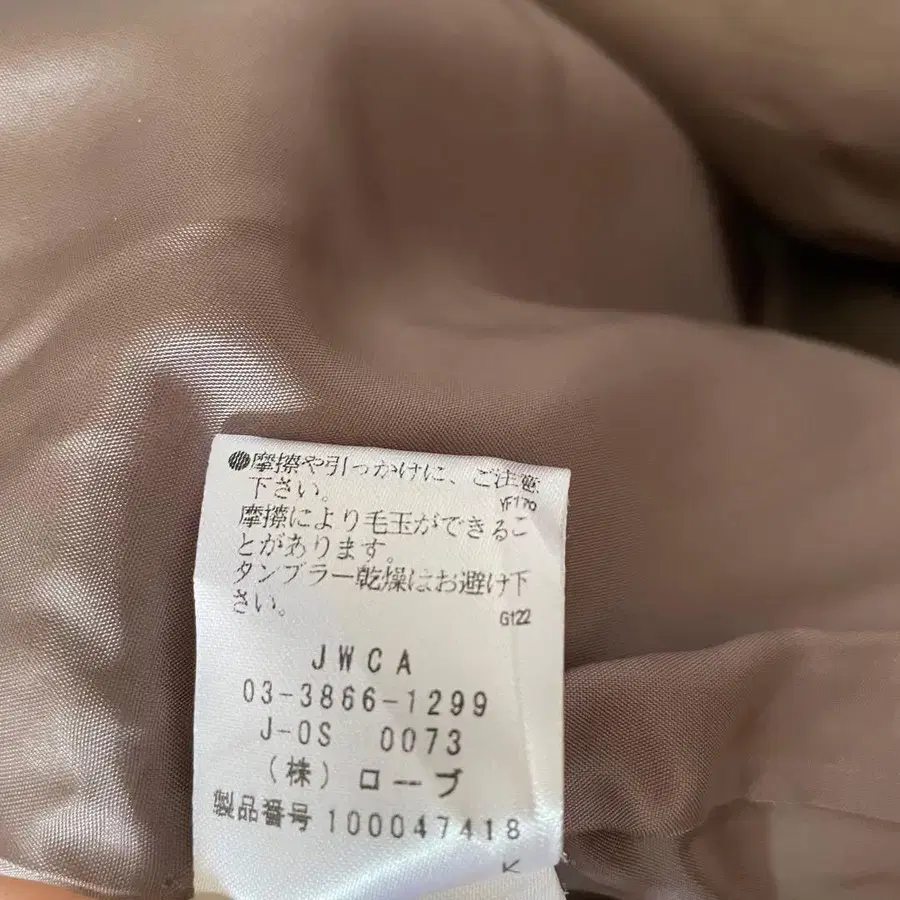 ●摩擦や引っかけに、ご注意
下さい。
YF170
摩擦により毛玉ができるこ
とがあります。
タンブラー乾燥はお避け下
さい。
Gt22
JWCA
03-3866-1299
J-0S 0073
(株)ローブ
製品番号 100047418
K